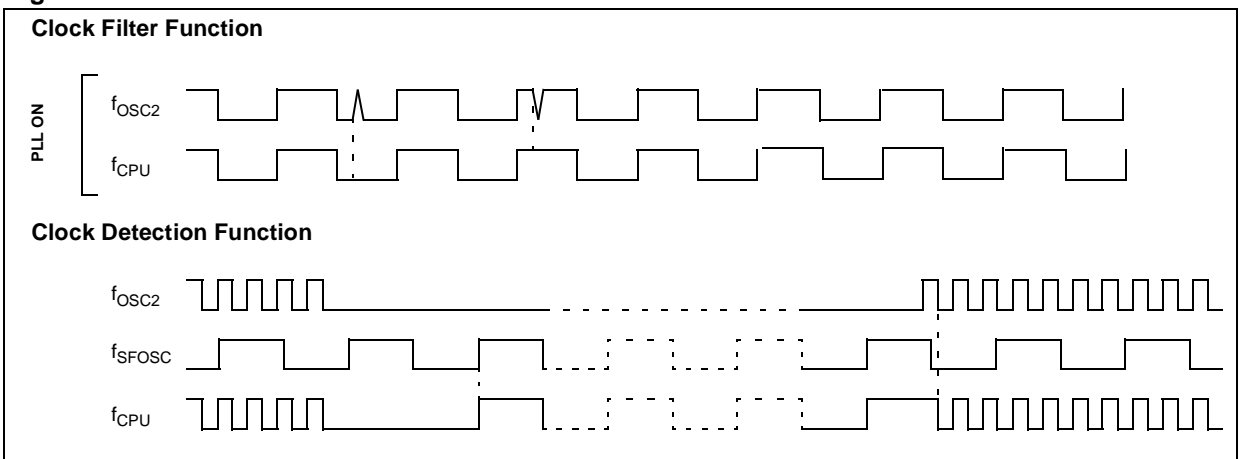 Clock Filter Function
PLL ON
fOSC2
fCPU
Clock Detection Function
fOSC2
fSFOSC
fCPU